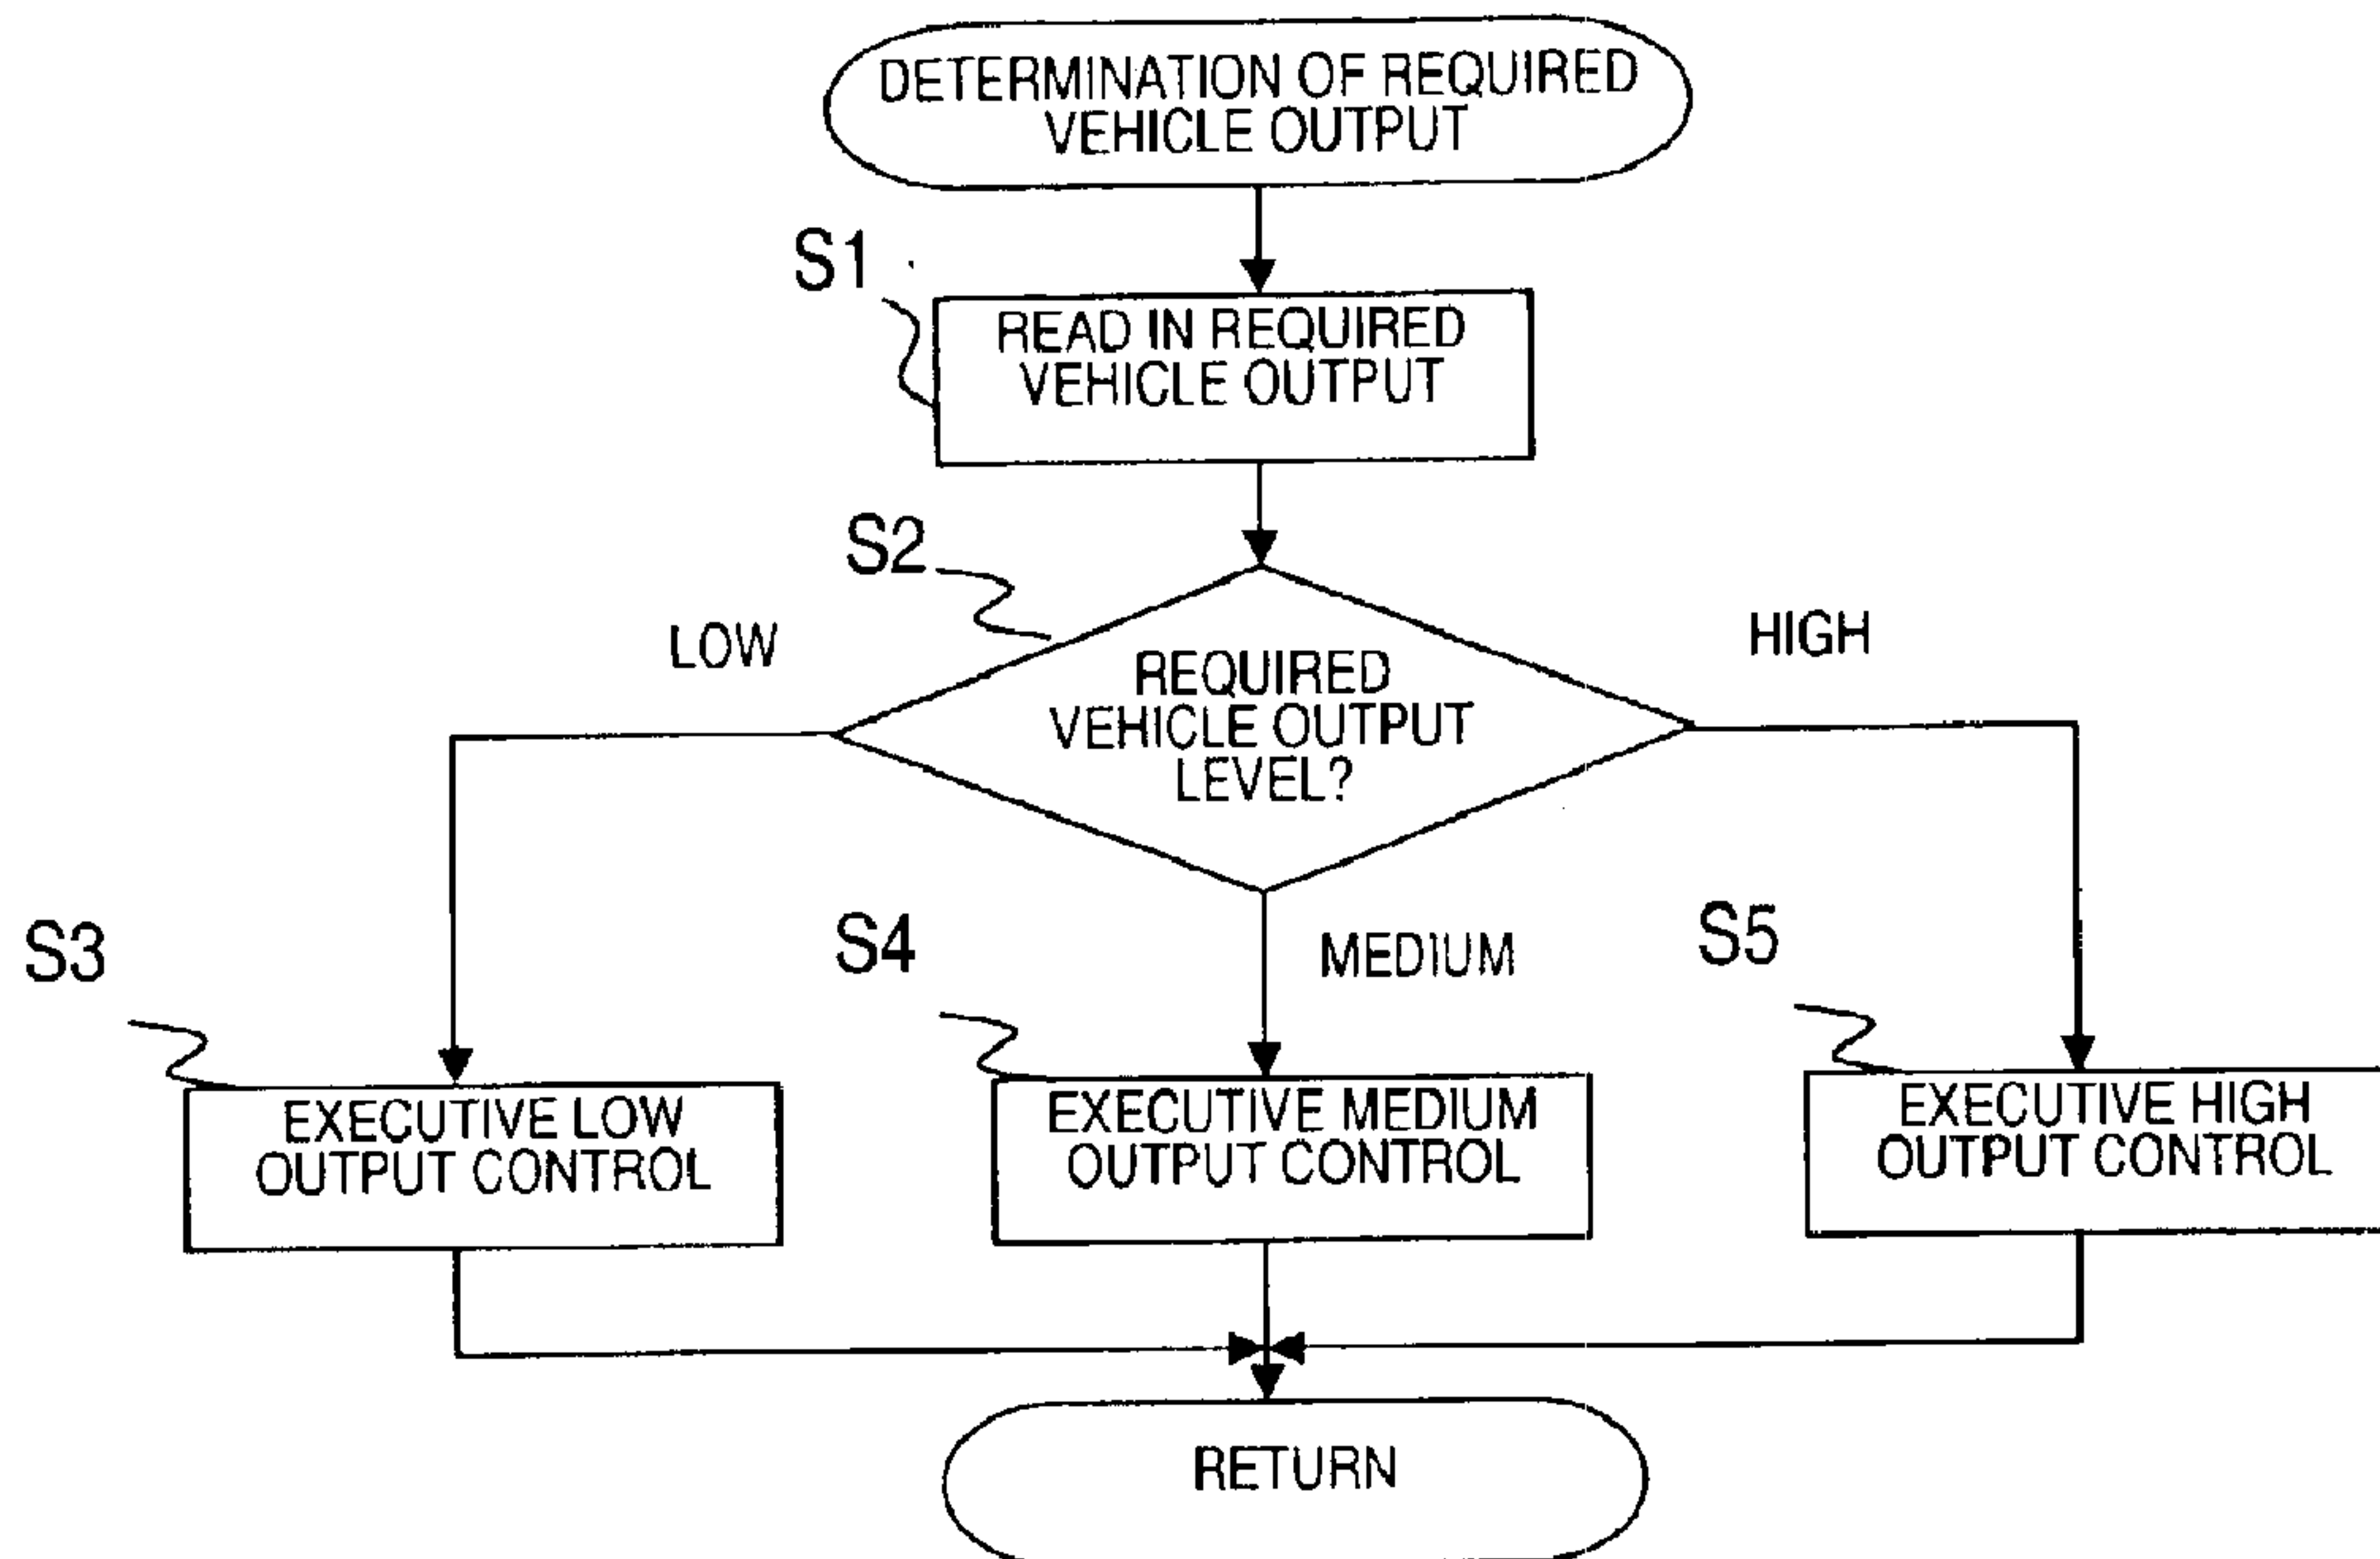 DETERMINATION OF REQUIRED
VEHICLE OUTPUT
S1
READ IN REQUIRED
VEHICLE OUTPUT
S2
LOW
HIGH
REQUIRED
VEHICLE OUTPUT
LEVEL?
S3
S4
MEDIUM
S5
EXECUTIVE LOW
OUTPUT CONTROL
EXECUTIVE MEDIUM
OUTPUT CONTROL
EXECUTIVE HIGH
OUTPUT CONTROL
RETURN